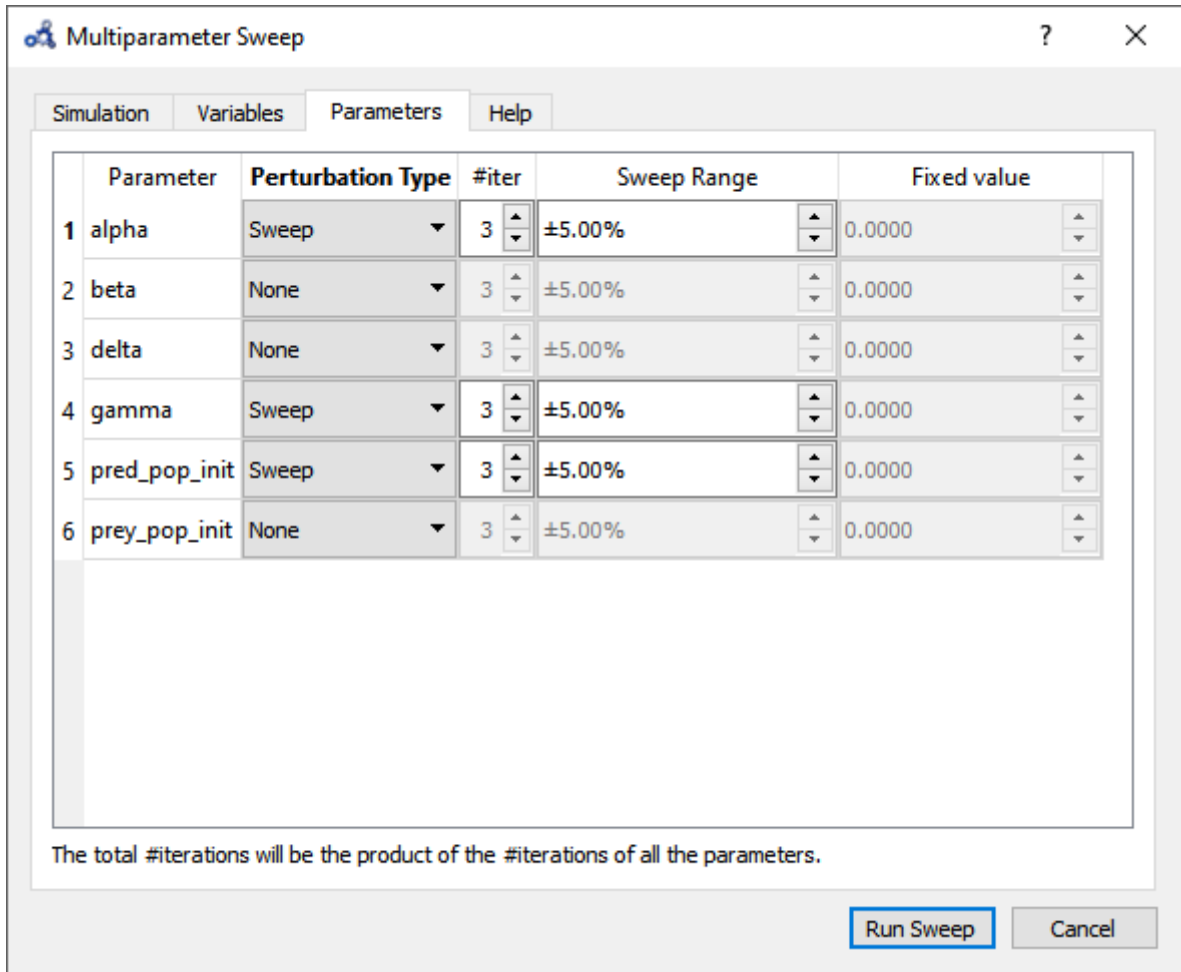 Multiparameter Sweep ?
Simulation Variables Parameters Help
Parameter Perturbation Type #iter Sweep Range Fixed value
1 alpha Sweep 3 ±5.00% 0.0000
2 beta None 3 ±5.00% 0.0000
3 delta None 3 ±5.00% 0.0000
4 gamma Sweep 3 ±5.00% 0.0000
5 pred_pop_init Sweep 3 ±5.00% 0.0000
6 prey_pop_init None 3 ±5.00% 0.0000
The total #iterations will be the product of the #iterations of all the parameters.
Run Sweep Cancel